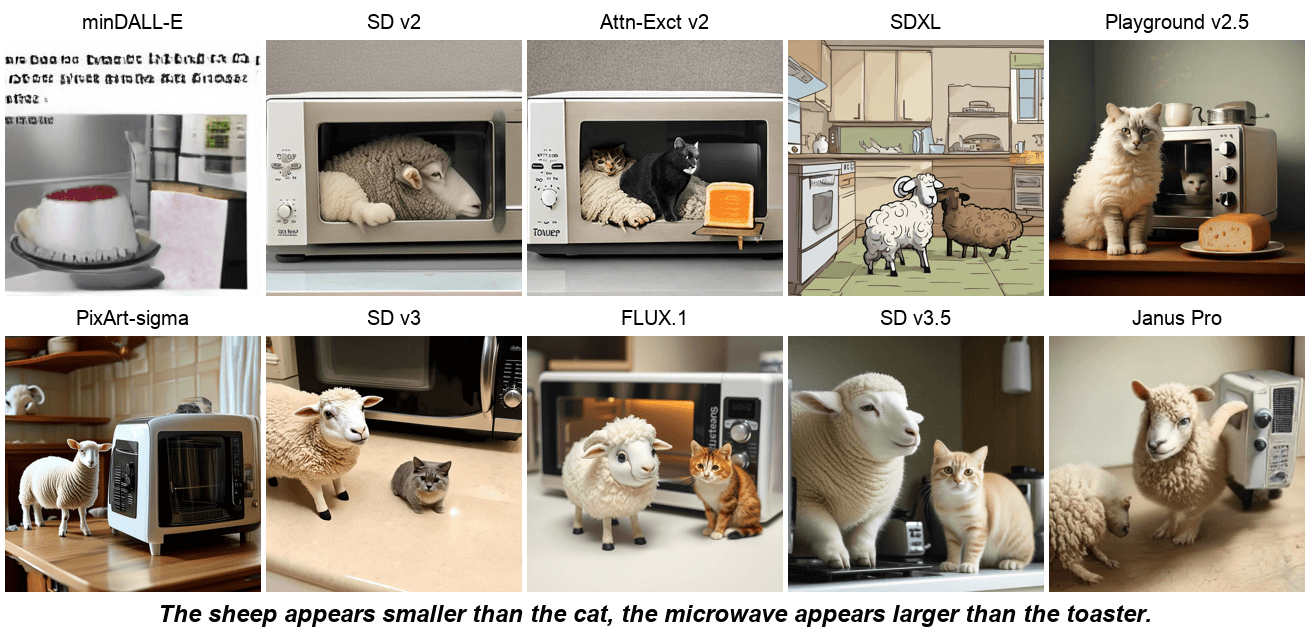 minDALL-E
SD v2
Attn-Exct v2
SDXL
Playground v2.5
PixArt-sigma
SD v3
FLUX.1
SD v3.5
Janus Pro
The sheep appears smaller than the cat, the microwave appears larger than the toaster.